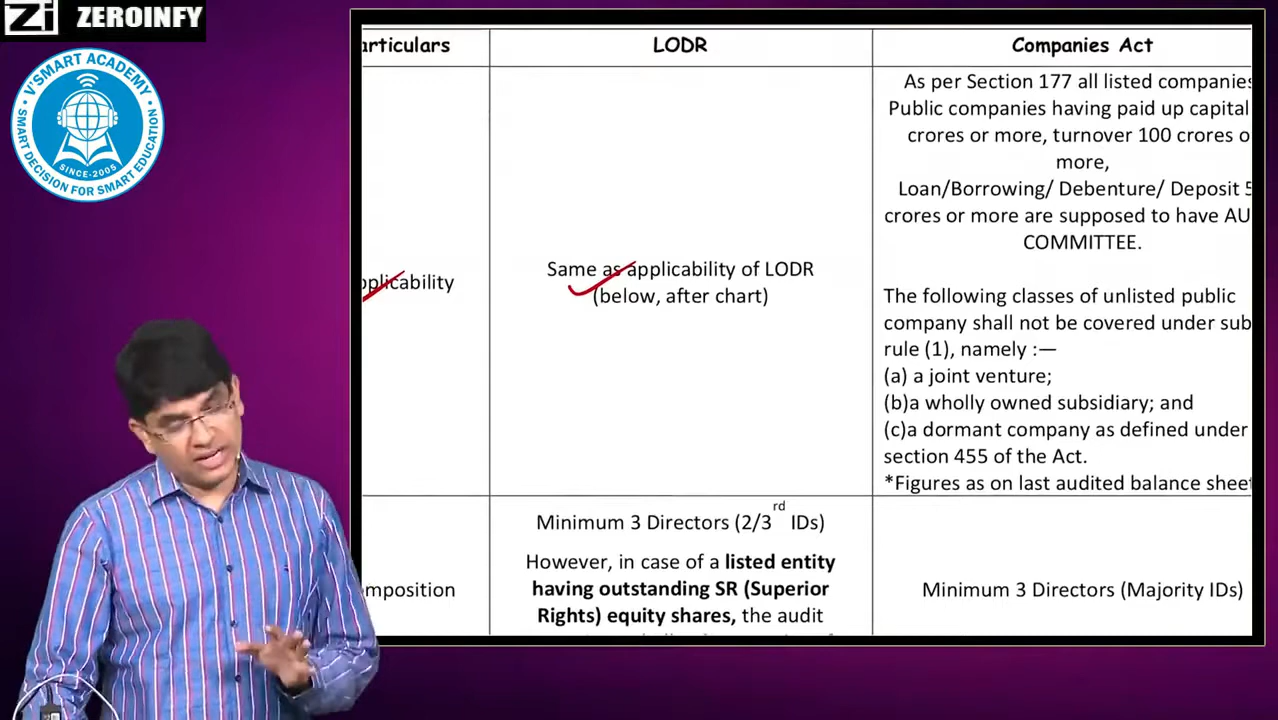 Zi ZEROINFY
V'SMART ACADEMY
SINCE-2005
SMART DECISION FOR SMART EDUCATION
articulars LODR Companies Act
As per Section 177 all listed companies
Public companies having paid up capital
crores or more, turnover 100 crores o
more,
Loan/Borrowing/ Debenture/ Deposit 5
crores or more are supposed to have AU
COMMITTEE.
pplicability
Same as applicability of LODR
(below, after chart)
The following classes of unlisted public
company shall not be covered under sub
rule (1), namely :—
(a) a joint venture;
(b)a wholly owned subsidiary; and
(c)a dormant company as defined under
section 455 of the Act.
*Figures as on last audited balance sheet
mposition
Minimum 3 Directors (2/3rd IDs)
However, in case of a listed entity
having outstanding SR (Superior
Rights) equity shares, the audit
Minimum 3 Directors (Majority IDs)